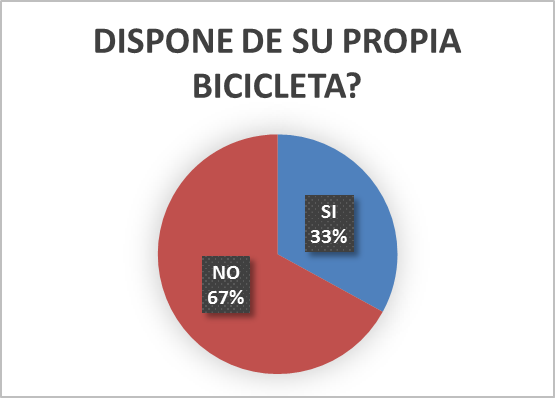 DISPONE DE SU PROPIA
BICICLETA?
SI
33%
NO
67%